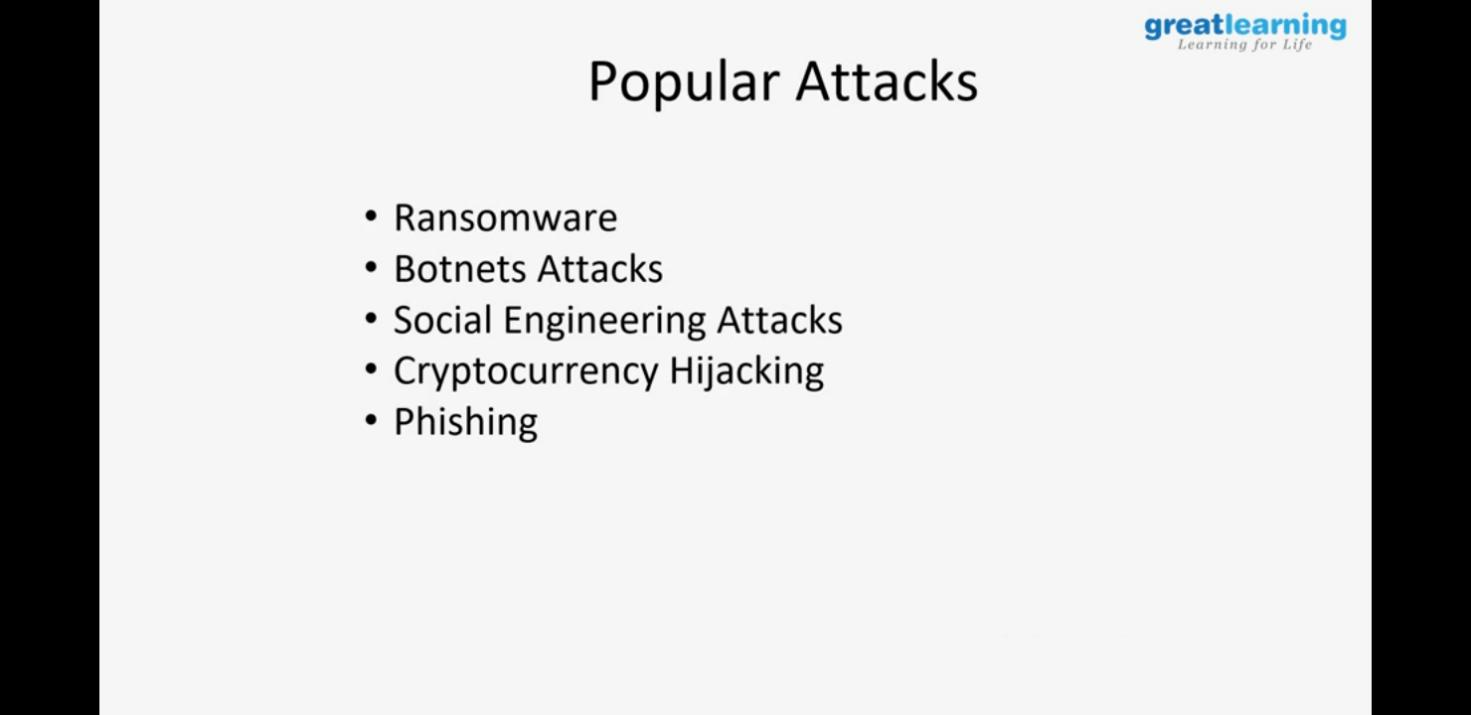 greatlearning
Learning for Life
Popular Attacks
• Ransomware
• Botnets Attacks
• Social Engineering Attacks
• Cryptocurrency Hijacking
• Phishing